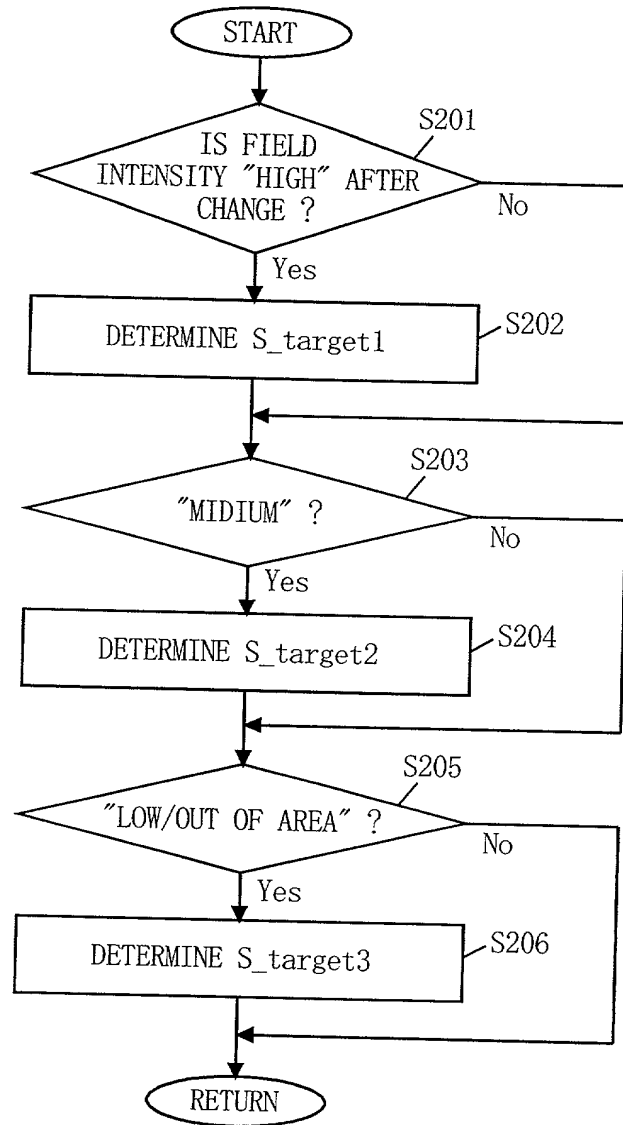 START
S201
IS FIELD
INTENSITY "HIGH" AFTER
CHANGE ?
No
Yes
DETERMINE S_target1
S202
S203
"MIDIUM" ?
No
Yes
DETERMINE S_target2
S204
S205
"LOW/OUT OF AREA" ?
No
Yes
DETERMINE S_target3
S206
RETURN